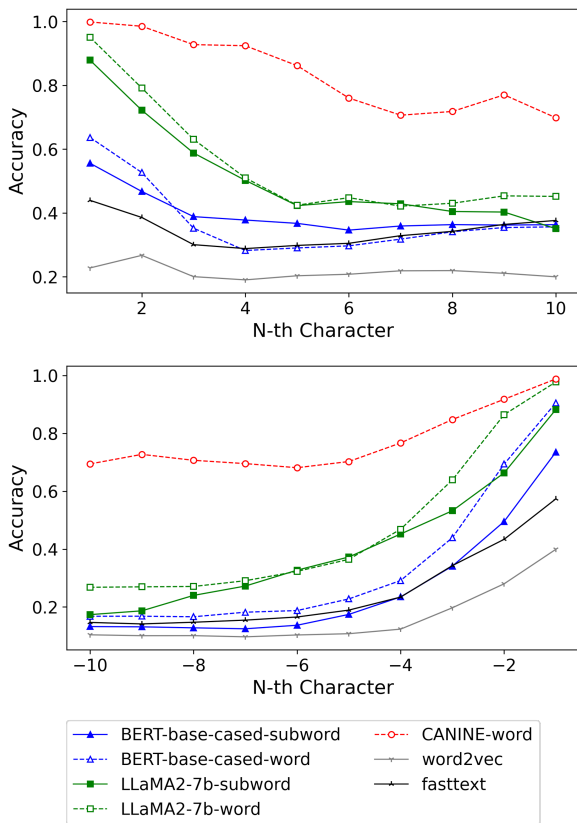 1.0
0.8
0.6
0.4
0.2
Accuracy
2 4 6 8 10
N-th Character
1.0
0.8
0.6
0.4
0.2
Accuracy
−10 −8 −6 −4 −2
N-th Character
BERT-base-cased-subword
BERT-base-cased-word
LLaMA2-7b-subword
LLaMA2-7b-word
CANINE-word
word2vec
fasttext